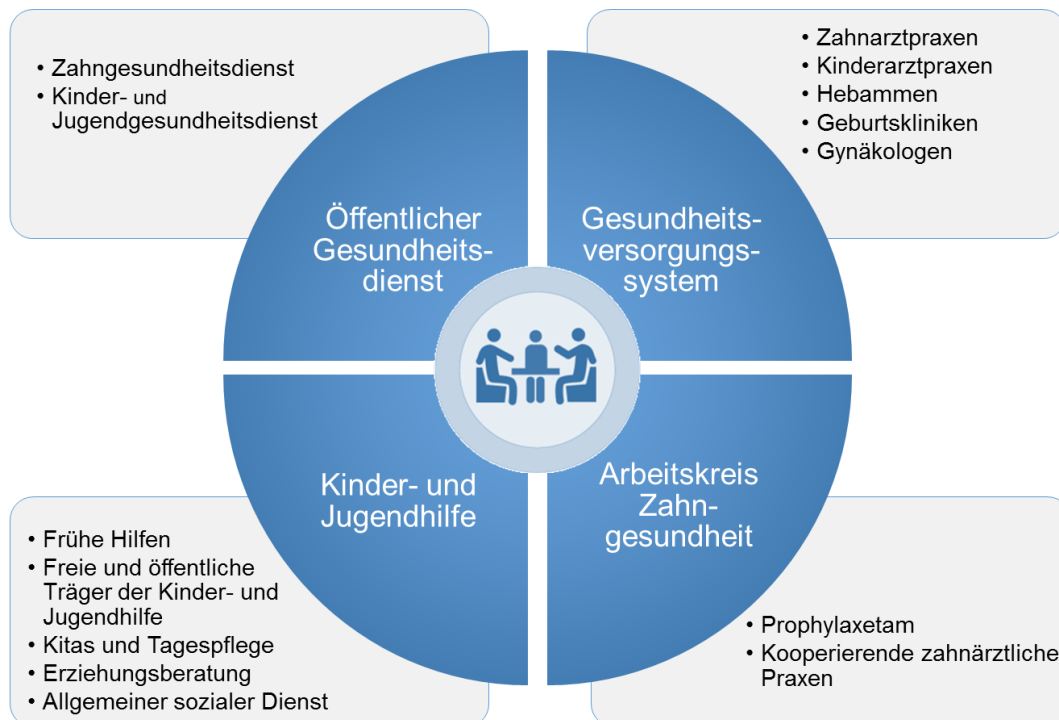 • Zahngesundheitsdienst
• Kinder- und
Jugendgesundheitsdienst
• Zahnarztpraxen
• Kinderarztpraxen
• Hebammen
• Geburtskliniken
• Gynäkologen
Öffentlicher
Gesundheits-
dienst
Gesundheits-
versorgungs-
system
Kinder- und
Jugendhilfe
Arbeitskreis
Zahn-
gesundheit
• Frühe Hilfen
• Freie und öffentliche
Träger der Kinder- und
Jugendhilfe
• Kitas und Tagespflege
• Erziehungsberatung
• Allgemeiner sozialer Dienst
• Prophylaxetam
• Kooperierende zahnärztliche
Praxen